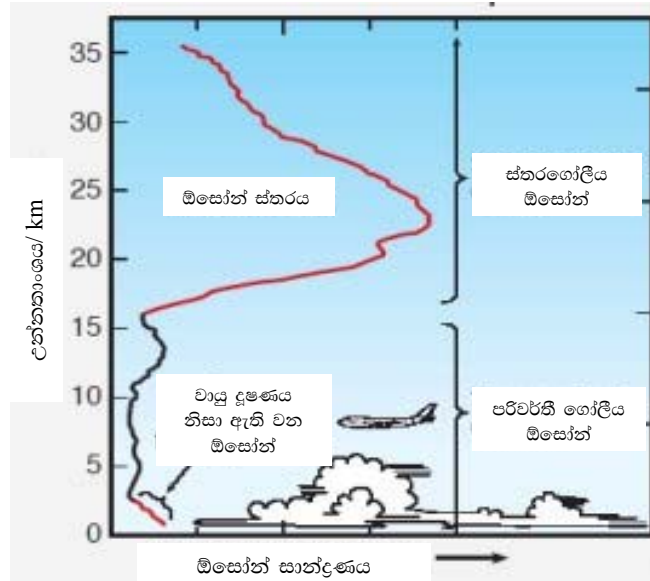 35
30
25
20
15
10
5
0
උන්නතාංශය/ km
ඕසෝන් ස්තරය
ස්තරගෝලීය
ඕසෝන්
වායු දූෂණය
නිසා ඇති වන
ඕසෝන්
පරිවර්තී ගෝලීය
ඕසෝන්
ඕසෝන් සාන්ද්‍රණය